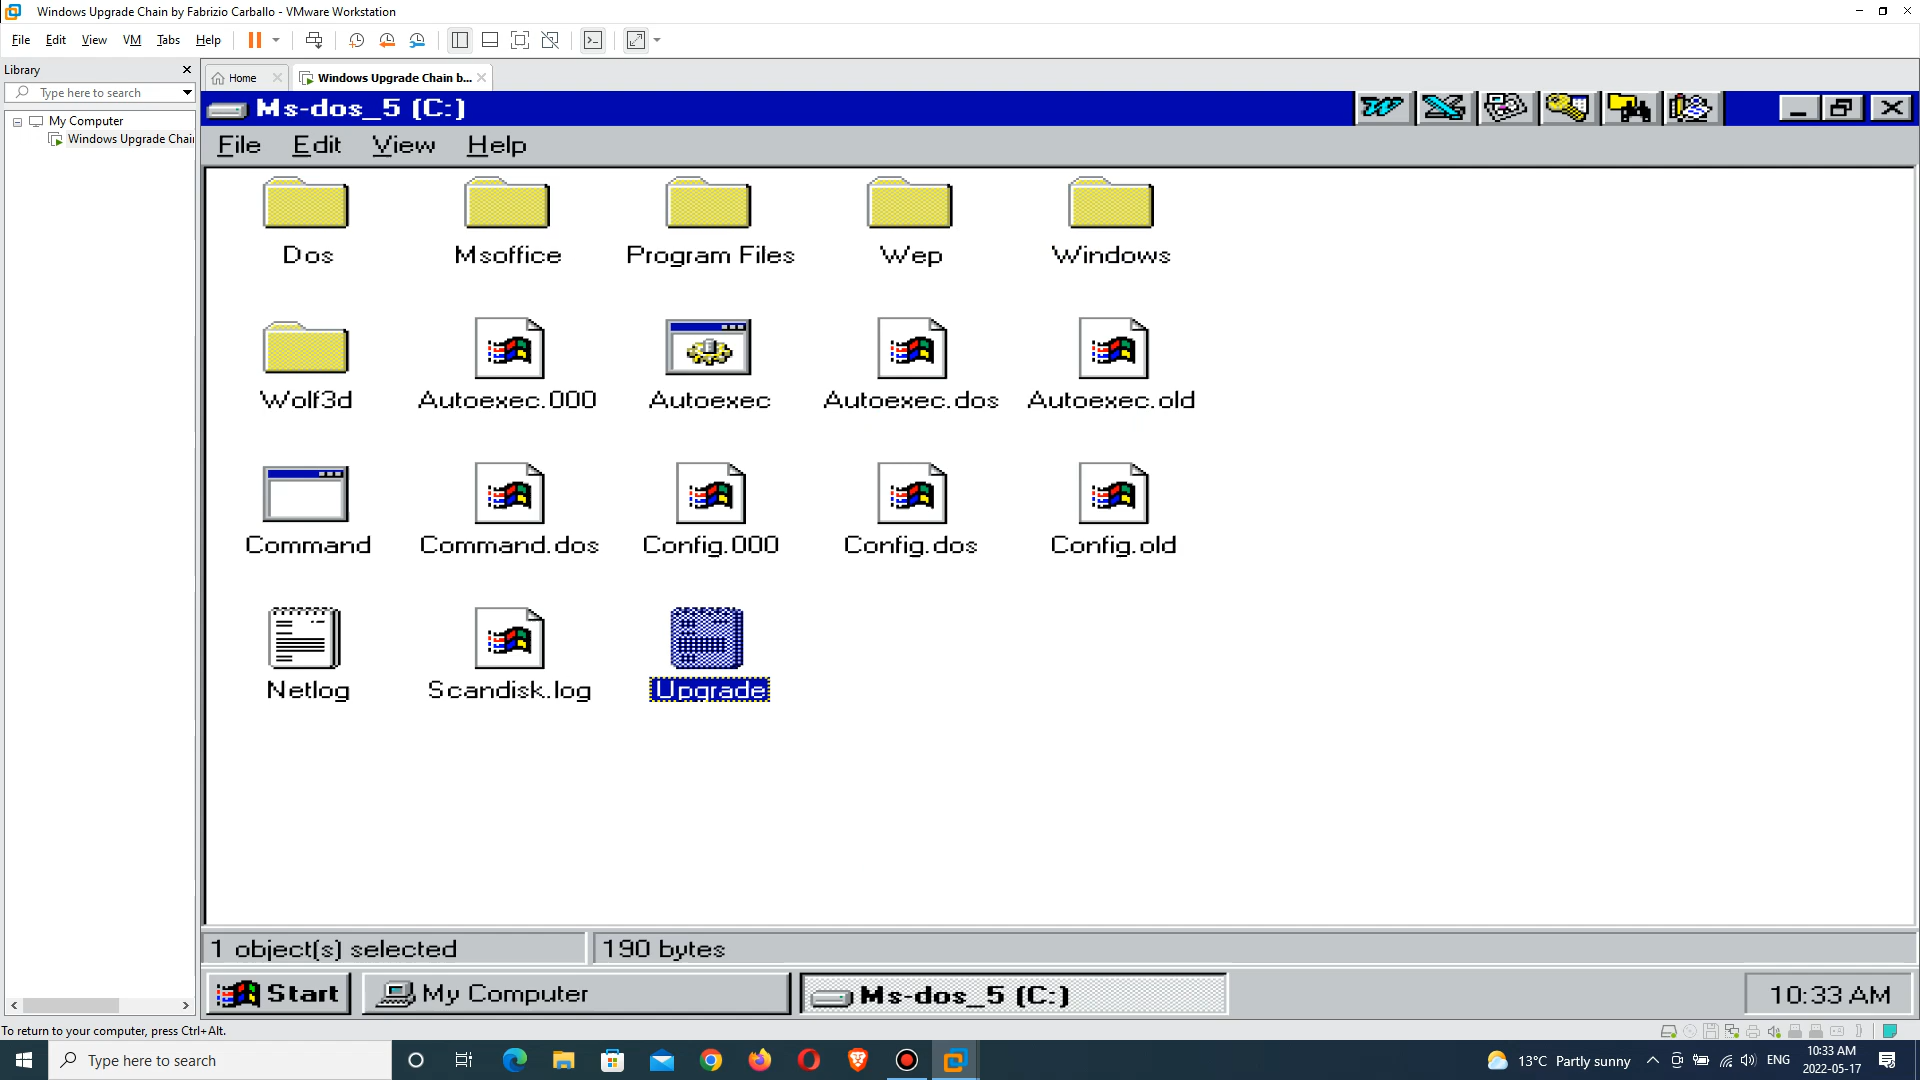 Windows Upgrade Chain by Fabrizio Carballo - VMware Workstation
File Edit View VM Tabs Help
Library
Type here to search
My Computer
Windows Upgrade Chai
Home
Windows Upgrade Chain b...
Ms-dos_5 (C:)
File Edit View Help
Dos Msoffice Program Files Wep Windows
Wolf3d Autoexec.000 Autoexec Autoexec.dos Autoexec.old
Command Command.dos Config.000 Config.dos Config.old
Netlog Scandisk.log Upgrade
1 object(s) selected 190 bytes
Start My Computer Ms-dos_5 (C:) 10:33 AM
To return to your computer, press Ctrl+Alt.
Type here to search
13°C Partly sunny
ENG
10:33 AM
2022-05-17